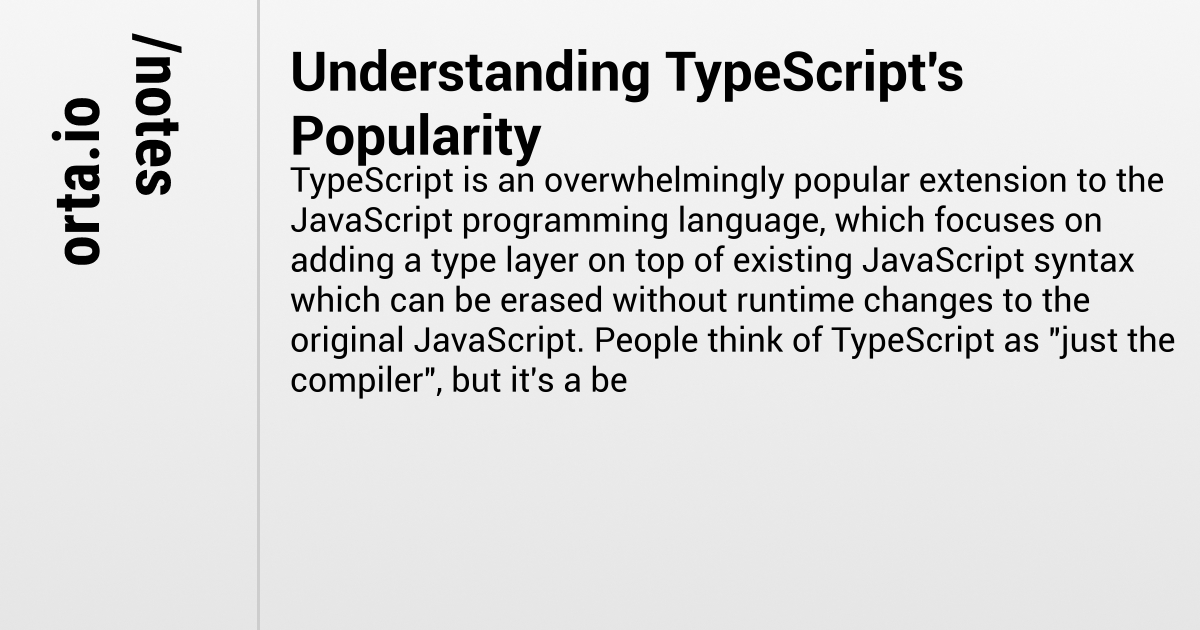 orta.io
/notes
Understanding TypeScript's
Popularity
TypeScript is an overwhelmingly popular extension to the
JavaScript programming language, which focuses on
adding a type layer on top of existing JavaScript syntax
which can be erased without runtime changes to the
original JavaScript. People think of TypeScript as "just the
compiler", but it's a be